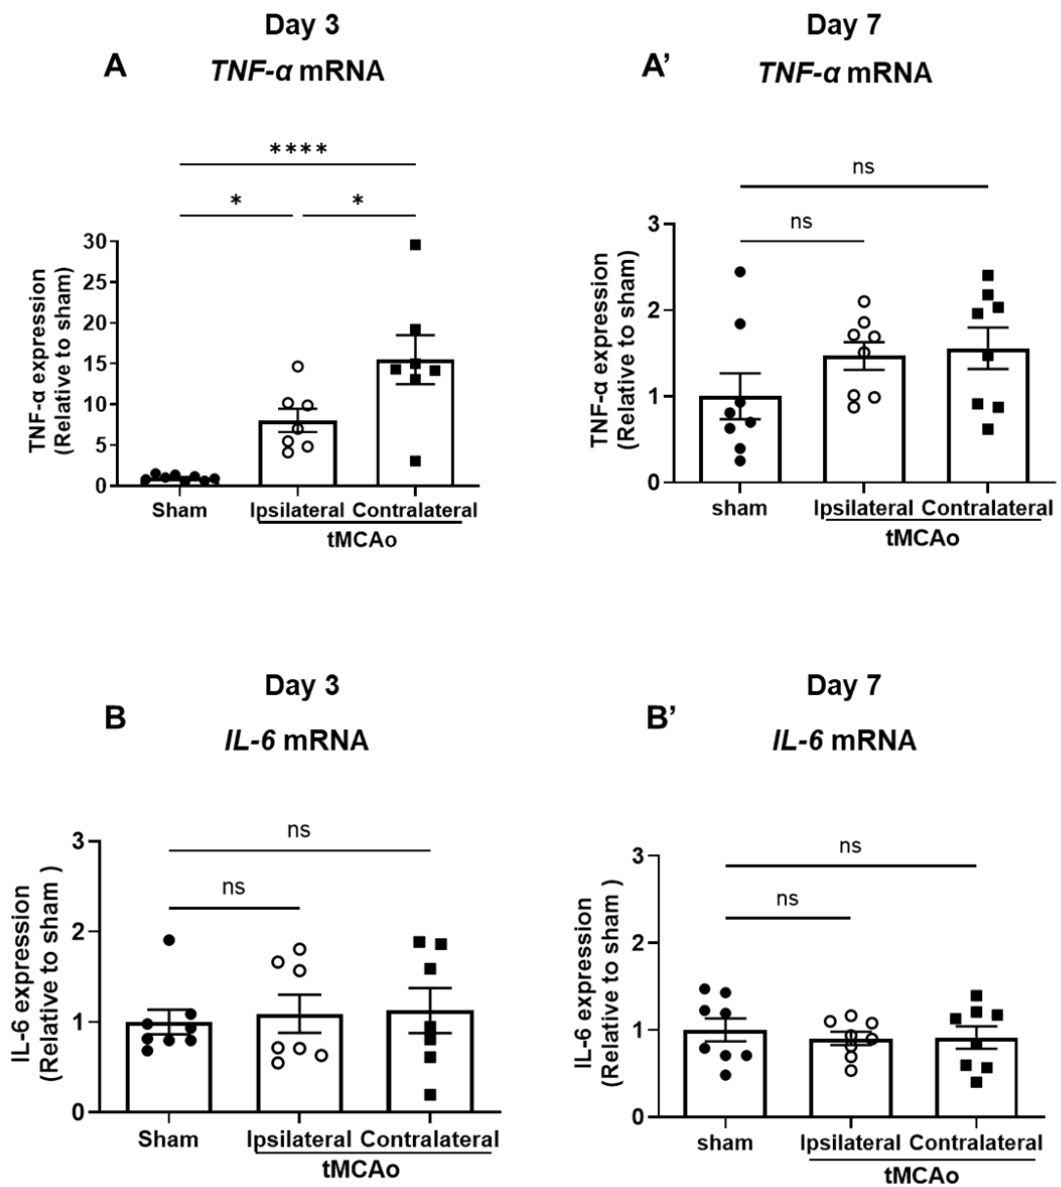 Day 3
A
TNF-α mRNA
****
*
*
TNF-α expression
(Relative to sham)
30
25
20
15
10
5
0
Sham
Ipsilateral
Contralateral
tMCAo
Day 7
A’
TNF-α mRNA
ns
ns
TNF-α expression
(Relative to sham)
3
2
1
0
sham
Ipsilateral
Contralateral
tMCAo
Day 3
B
IL-6 mRNA
ns
ns
IL-6 expression
(Relative to sham )
3
2
1
0
Sham
Ipsilateral
Contralateral
tMCAo
Day 7
B’
IL-6 mRNA
ns
ns
IL-6 expression
(Relative to sham )
3
2
1
0
sham
Ipsilateral
Contralateral
tMCAo